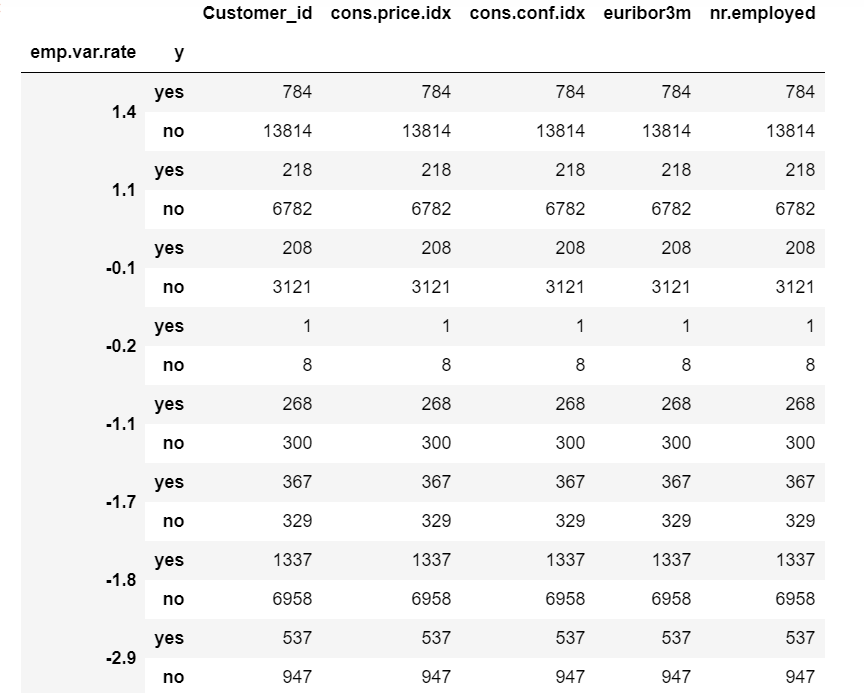 Customer_id cons.price.idx cons.conf.idx euribor3m nr.employed
emp.var.rate y
1.4 yes 784 784 784 784 784
no 13814 13814 13814 13814 13814
1.1 yes 218 218 218 218 218
no 6782 6782 6782 6782 6782
-0.1 yes 208 208 208 208 208
no 3121 3121 3121 3121 3121
-0.2 yes 1 1 1 1 1
no 8 8 8 8 8
-1.1 yes 268 268 268 268 268
no 300 300 300 300 300
-1.7 yes 367 367 367 367 367
no 329 329 329 329 329
-1.8 yes 1337 1337 1337 1337 1337
no 6958 6958 6958 6958 6958
-2.9 yes 537 537 537 537 537
no 947 947 947 947 947